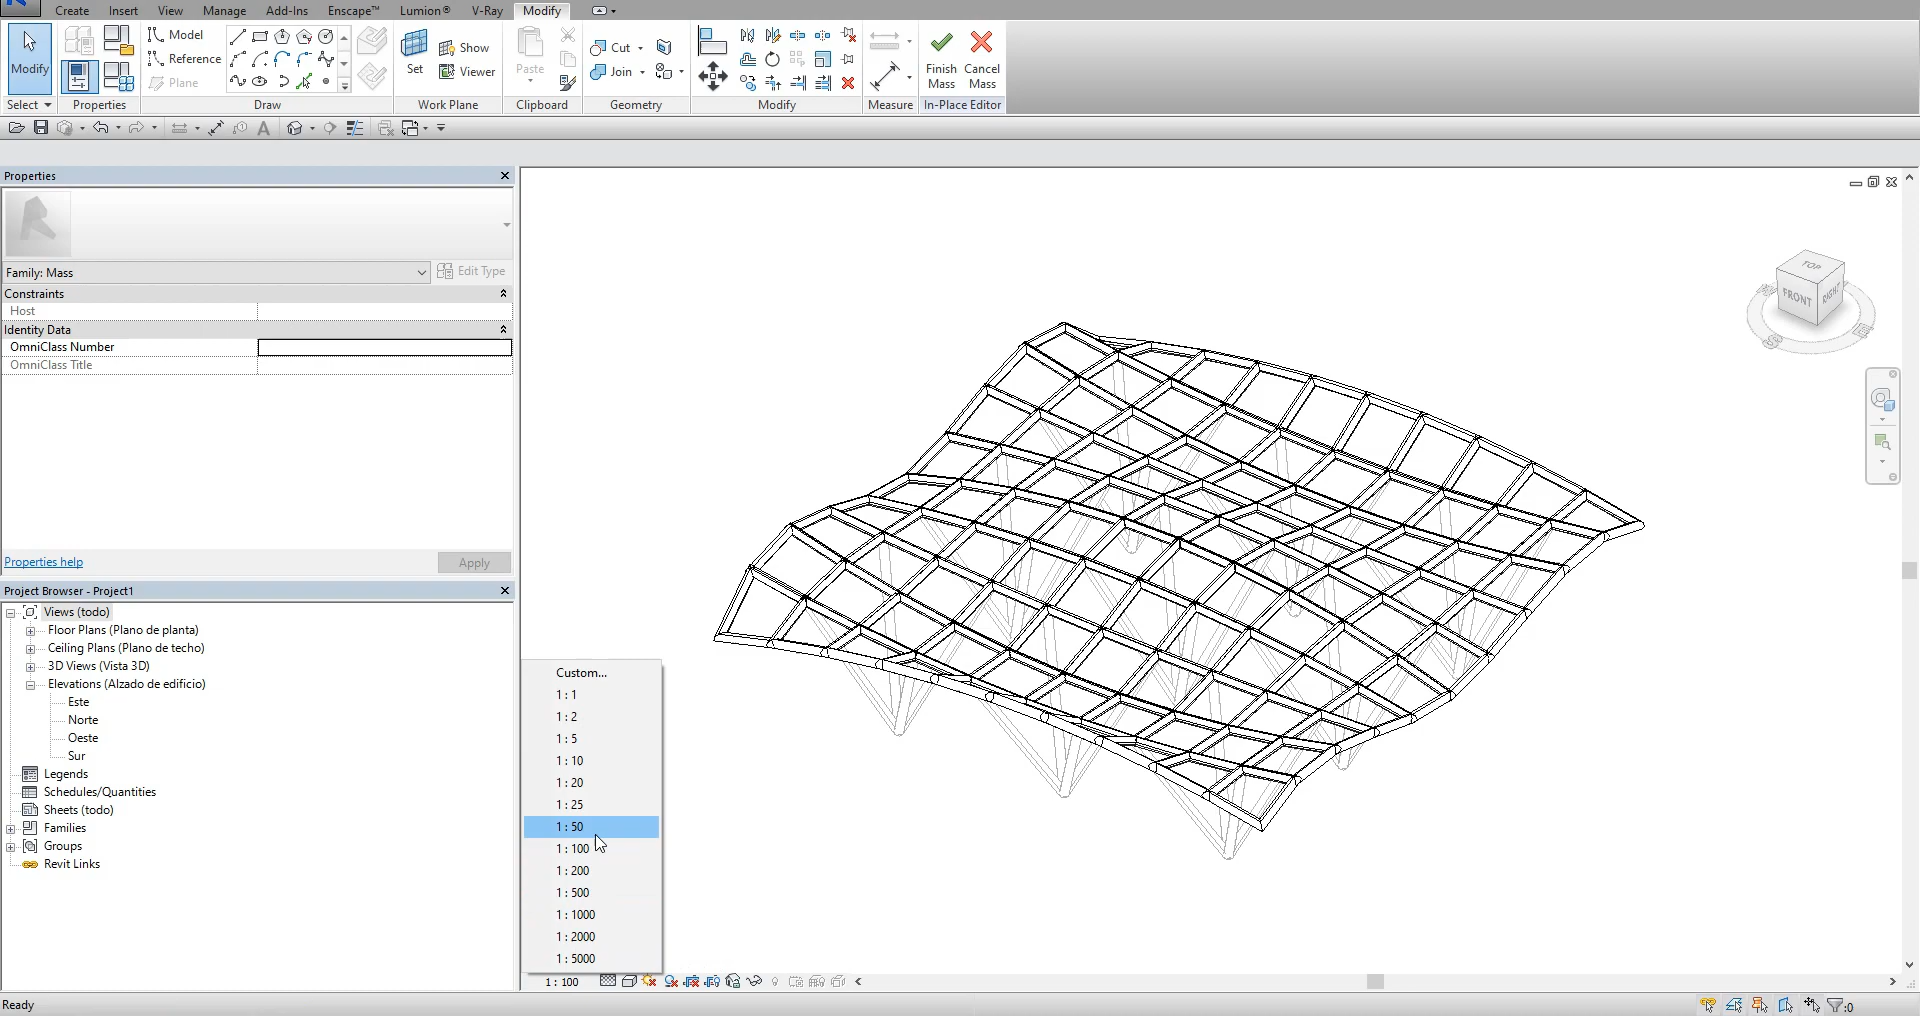 Create Insert View Manage Add-Ins Enscape™ Lumion® V-Ray Modify
Model
Reference
Plane
Show
Viewer
Cut
Join
Modify Set Paste Finish Mass Cancel Mass
Select Properties Draw Work Plane Clipboard Geometry Modify Measure In-Place Editor
Properties
Family: Mass Edit Type
Constraints
Host
Identity Data
OmniClass Number
OmniClass Title
Properties help Apply
Project Browser - Project1
Views (todo)
Floor Plans (Plano de planta)
Ceiling Plans (Plano de techo)
3D Views (Vista 3D)
Elevations (Alzado de edificio)
Este
Norte
Oeste
Sur
Legends
Schedules/Quantities
Sheets (todo)
Families
Groups
Revit Links
Custom...
1 : 1
1 : 2
1 : 5
1 : 10
1 : 20
1 : 25
1 : 50
1 : 100
1 : 200
1 : 500
1 : 1000
1 : 2000
1 : 5000
1 : 100
TOP
FRONT RIGHT
Ready :0